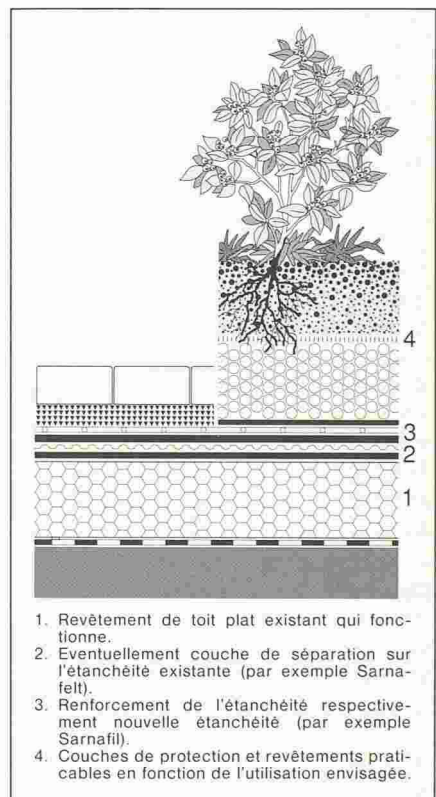 4
3
2
1
1. Revêtement de toit plat existant qui fonc-
tionne.
2. Eventuellement couche de séparation sur
l'étanchéité existante (par exemple Sarna-
felt).
3. Renforcement de l'étanchéité respective-
ment nouvelle étanchéité (par exemple
Sarnafil).
4. Couches de protection et revêtements prati-
cables en fonction de l'utilisation envisagée.